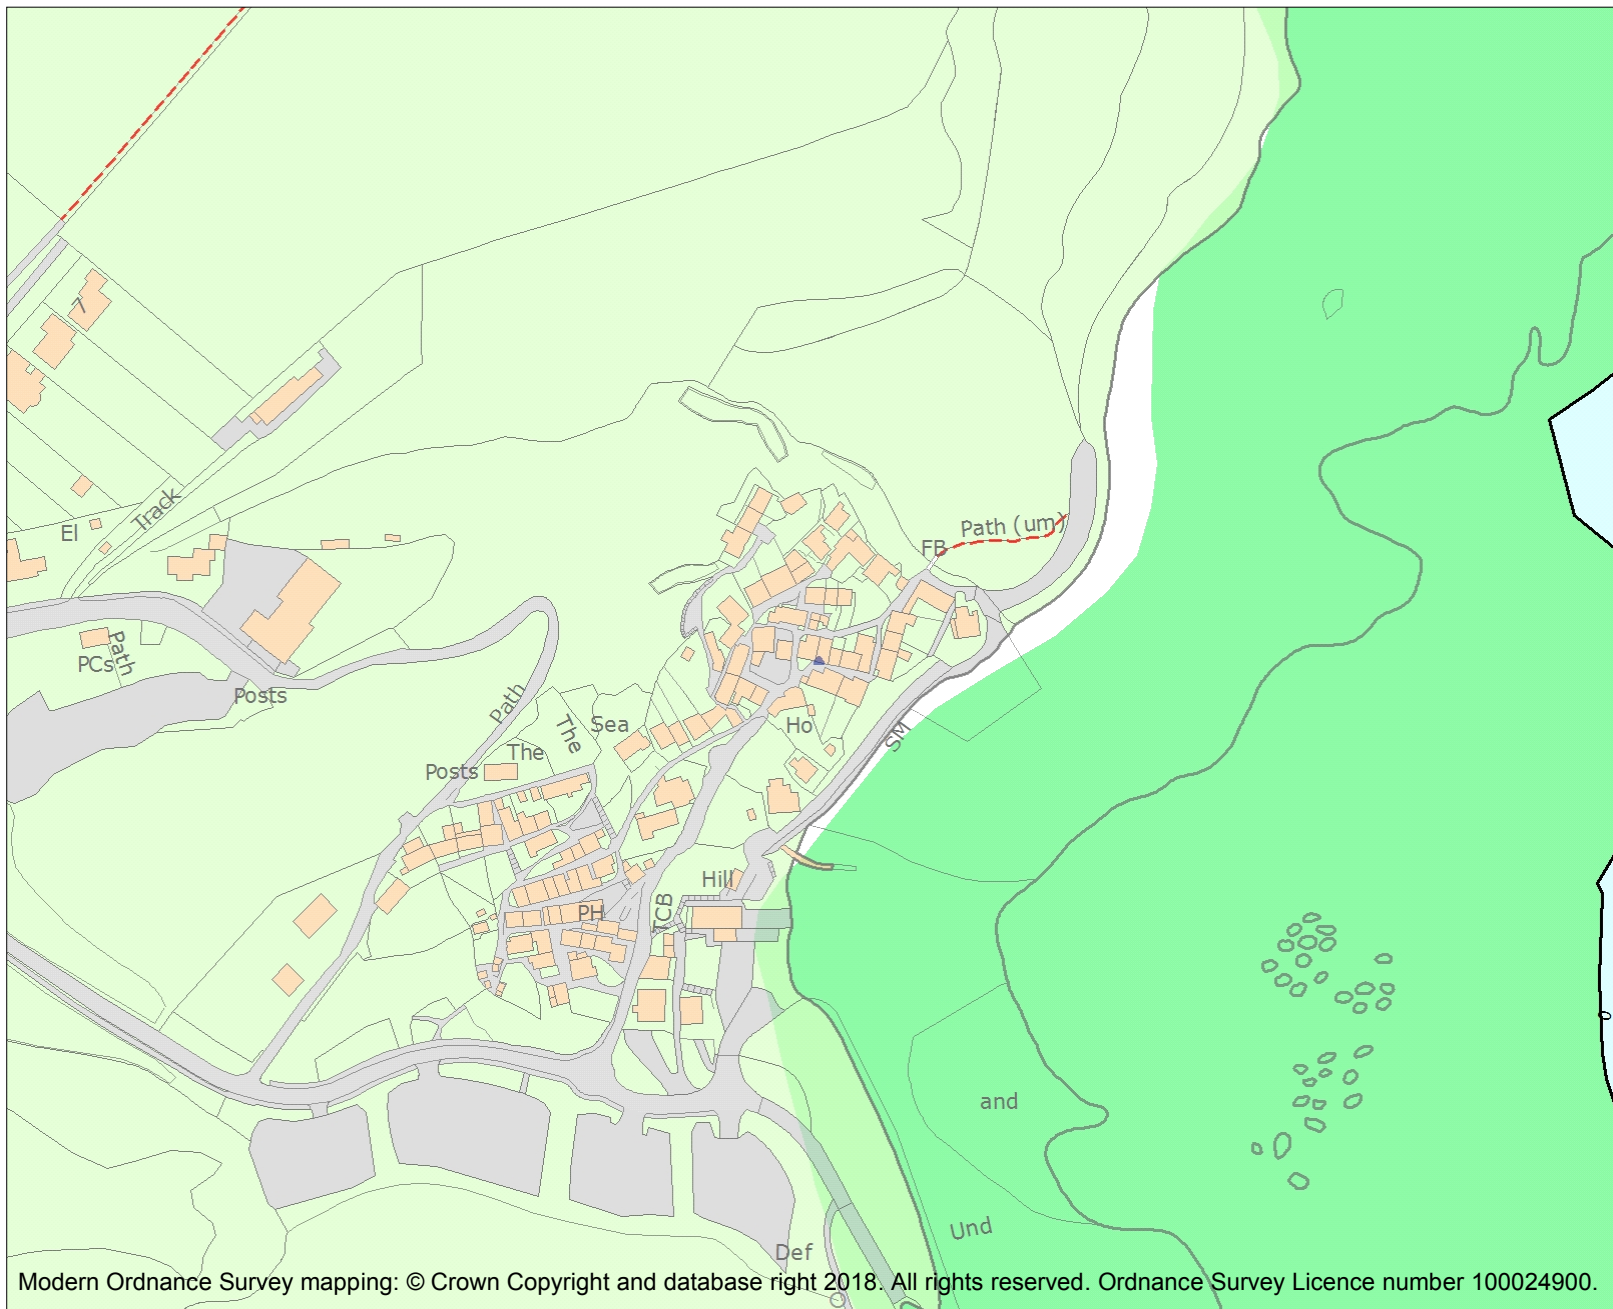 7
Track
El
Path (um)
FB
Path
PCs
Posts
Path
Sea
The
The
Ho
SM
Posts
Hill
PH
TCB
and
Und
Def
Modern Ordnance Survey mapping: © Crown Copyright and database right 2018. All rights reserved. Ordnance Survey Licence number 100024900.